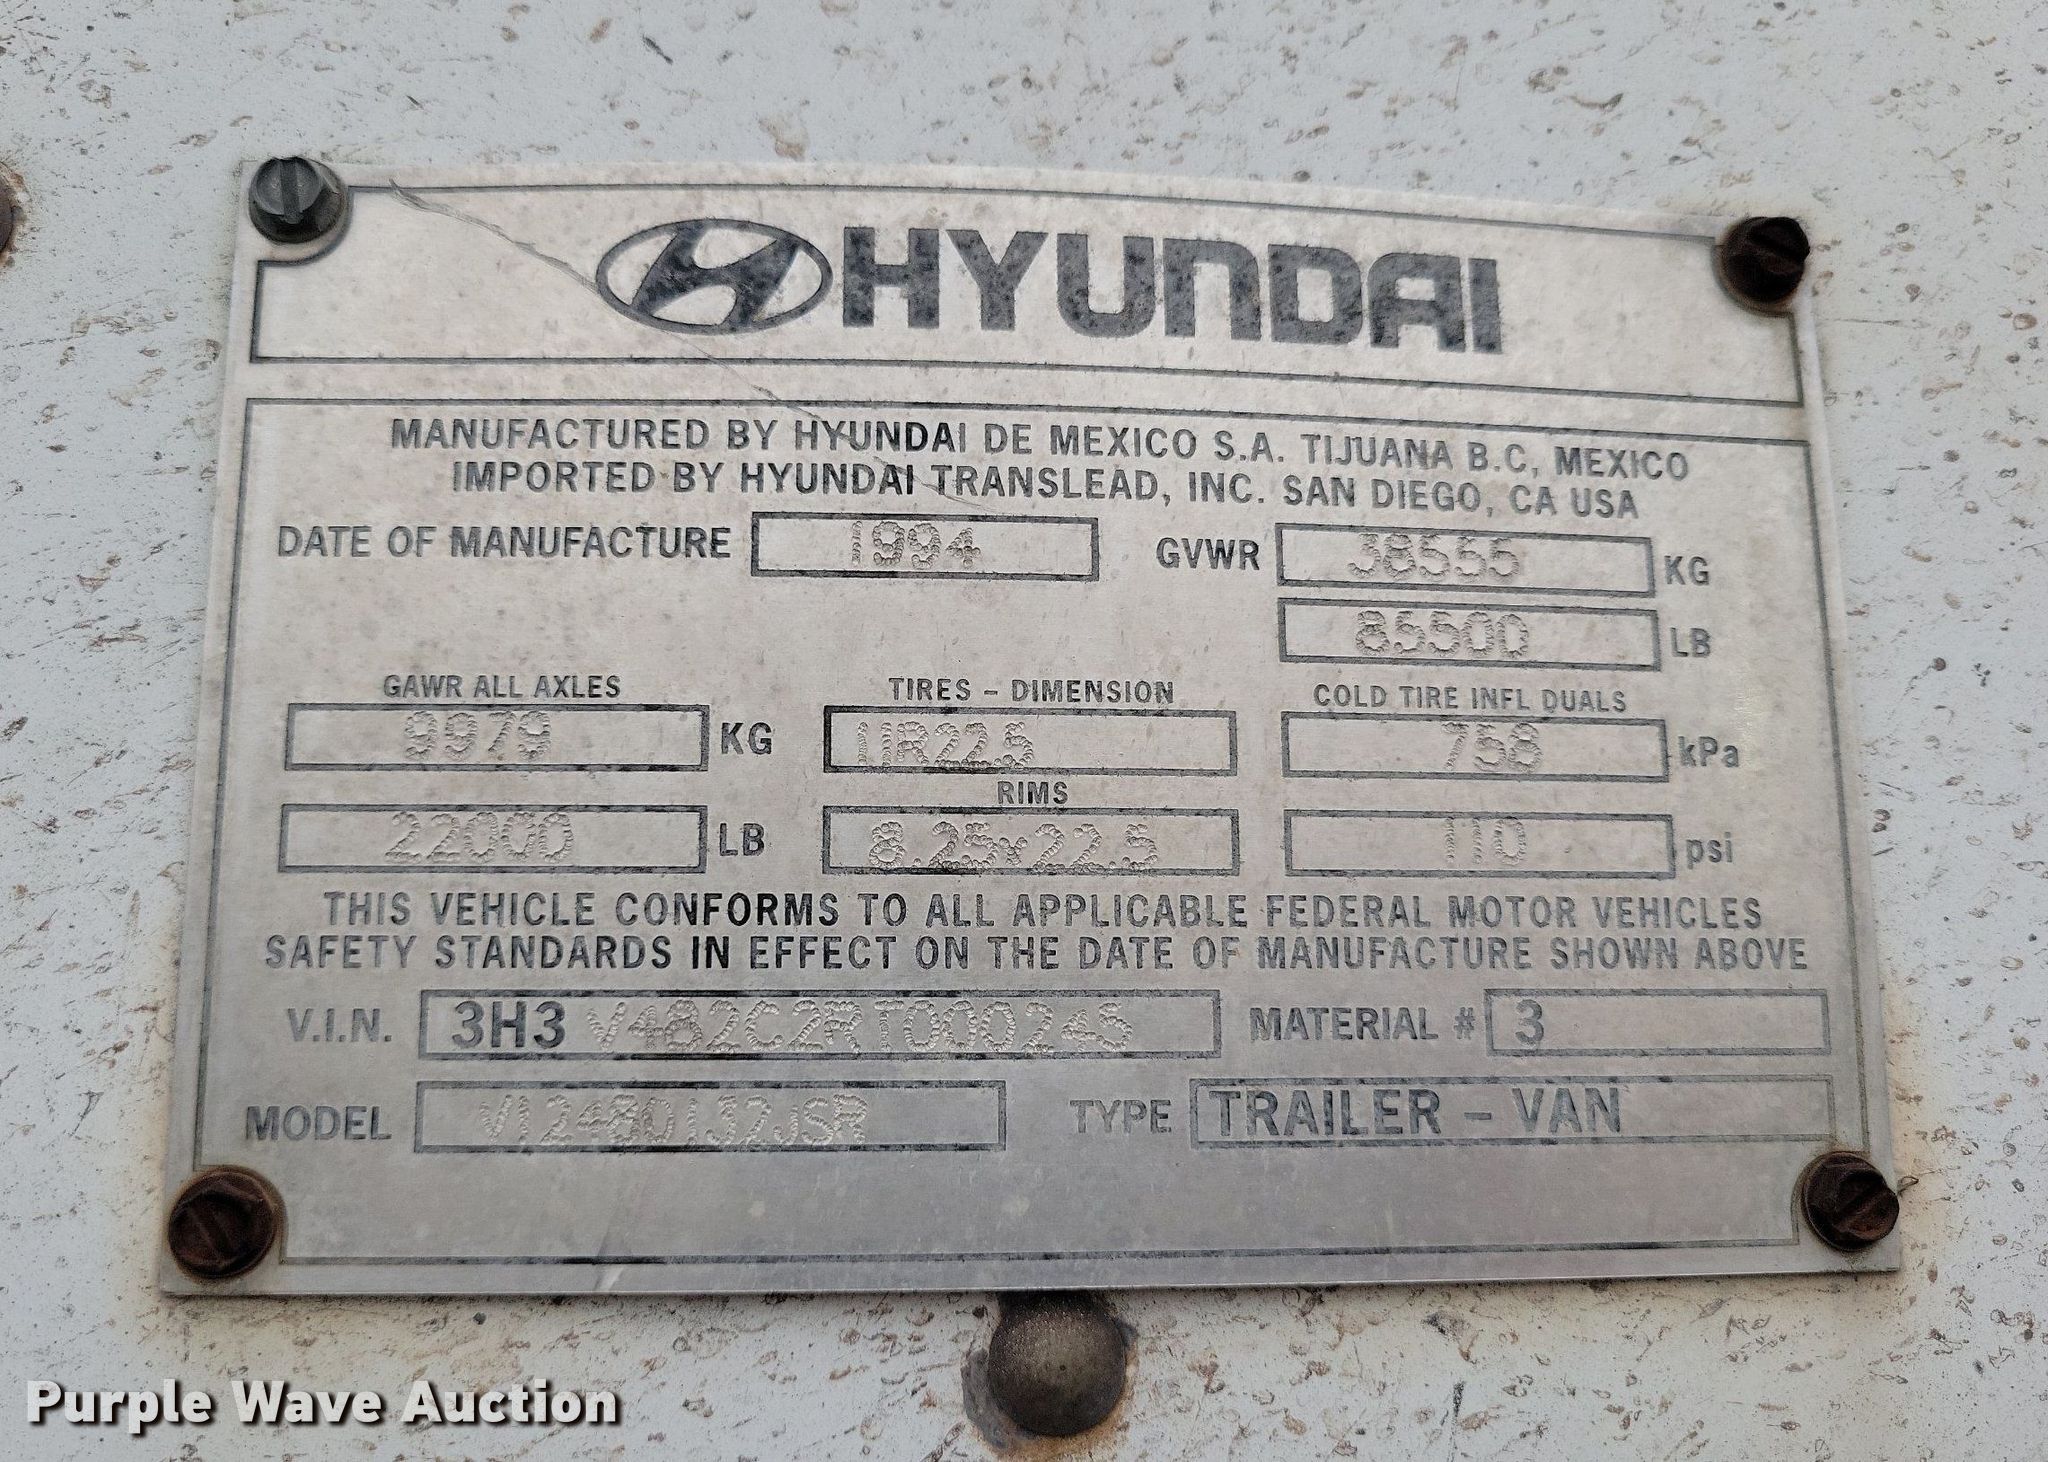 HYUNDAI
MANUFACTURED BY HYUNDAI DE MEXICO S.A. TIJUANA B.C, MEXICO
IMPORTED BY HYUNDAI TRANSLEAD, INC. SAN DIEGO, CA USA
DATE OF MANUFACTURE 1994 GVWR 38555 KG
85500 LB
GAWR ALL AXLES TIRES - DIMENSION COLD TIRE INFL DUALS
9979 KG 11R22.5 758 kPa
RIMS
22000 LB 8.25x22.5 110 psi
THIS VEHICLE CONFORMS TO ALL APPLICABLE FEDERAL MOTOR VEHICLES
SAFETY STANDARDS IN EFFECT ON THE DATE OF MANUFACTURE SHOWN ABOVE
V.I.N. 3H3 V482C2RT000245 MATERIAL # 3
MODEL V1248D132JSR TYPE TRAILER - VAN
Purple Wave Auction